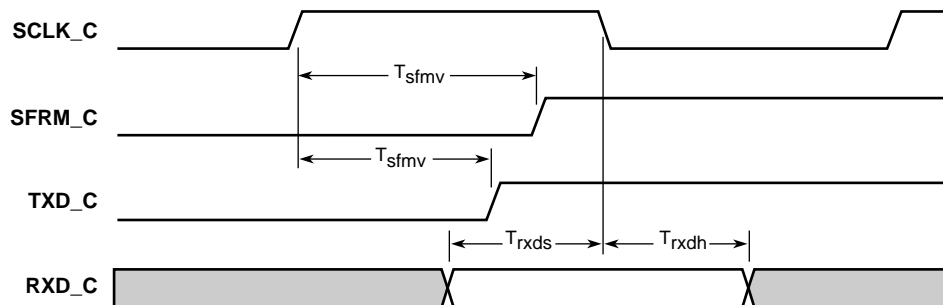 SCLK_C
Tsfmv
SFRM_C
Tsfmv
TXD_C
Trxds Trxdh
RXD_C